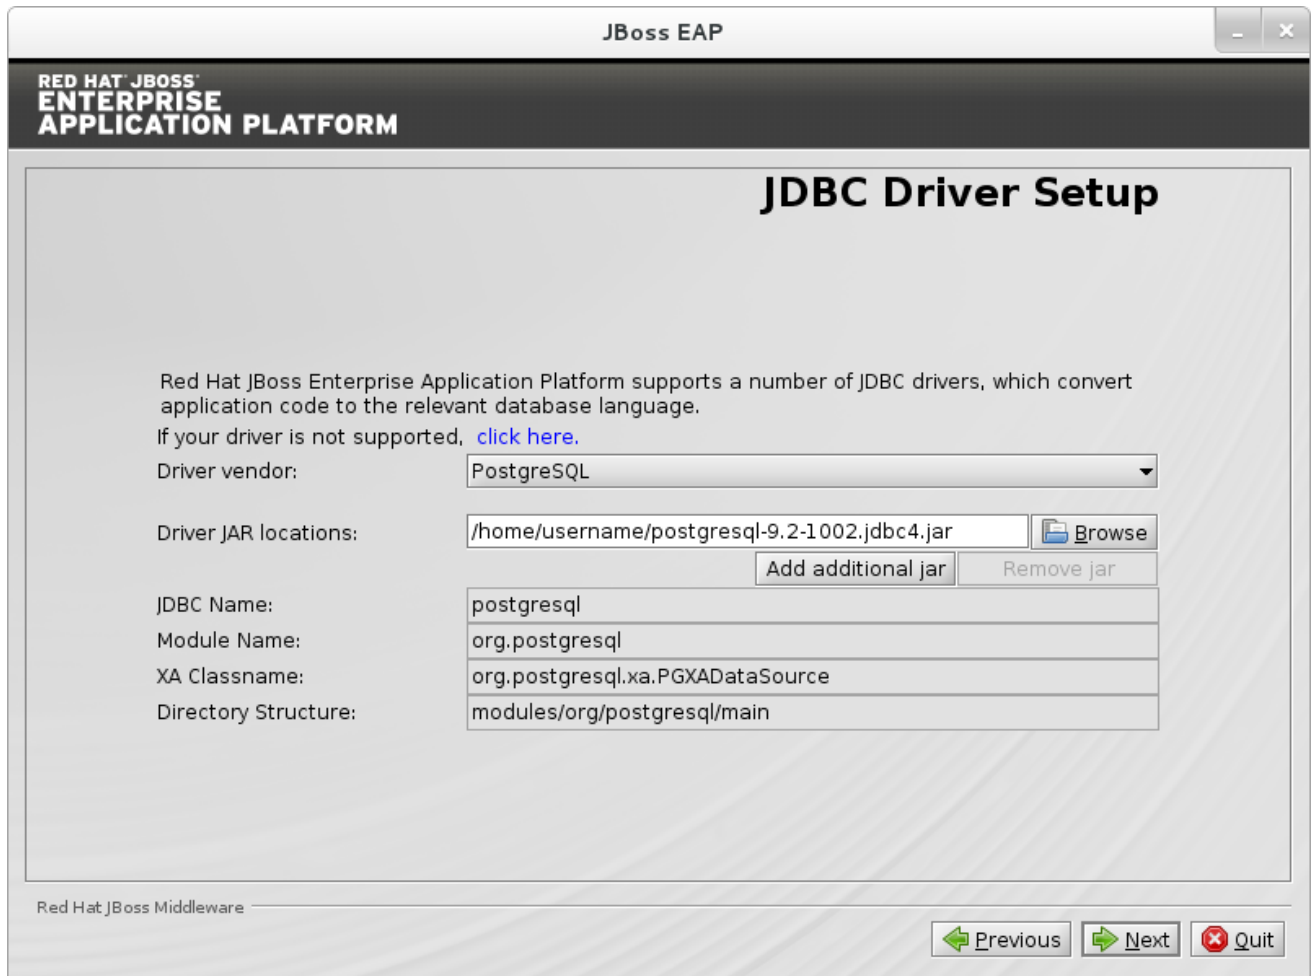 JBoss EAP
RED HAT JBOSS
ENTERPRISE
APPLICATION PLATFORM
JDBC Driver Setup
Red Hat JBoss Enterprise Application Platform supports a number of JDBC drivers, which convert
application code to the relevant database language.
If your driver is not supported, click here.
Driver vendor: PostgreSQL
Driver JAR locations: /home/username/postgresql-9.2-1002.jdbc4.jar Browse
Add additional jar Remove jar
JDBC Name: postgresql
Module Name: org.postgresql
XA Classname: org.postgresql.xa.PGXADataSource
Directory Structure: modules/org/postgresql/main
Red Hat JBoss Middleware
Previous Next Quit